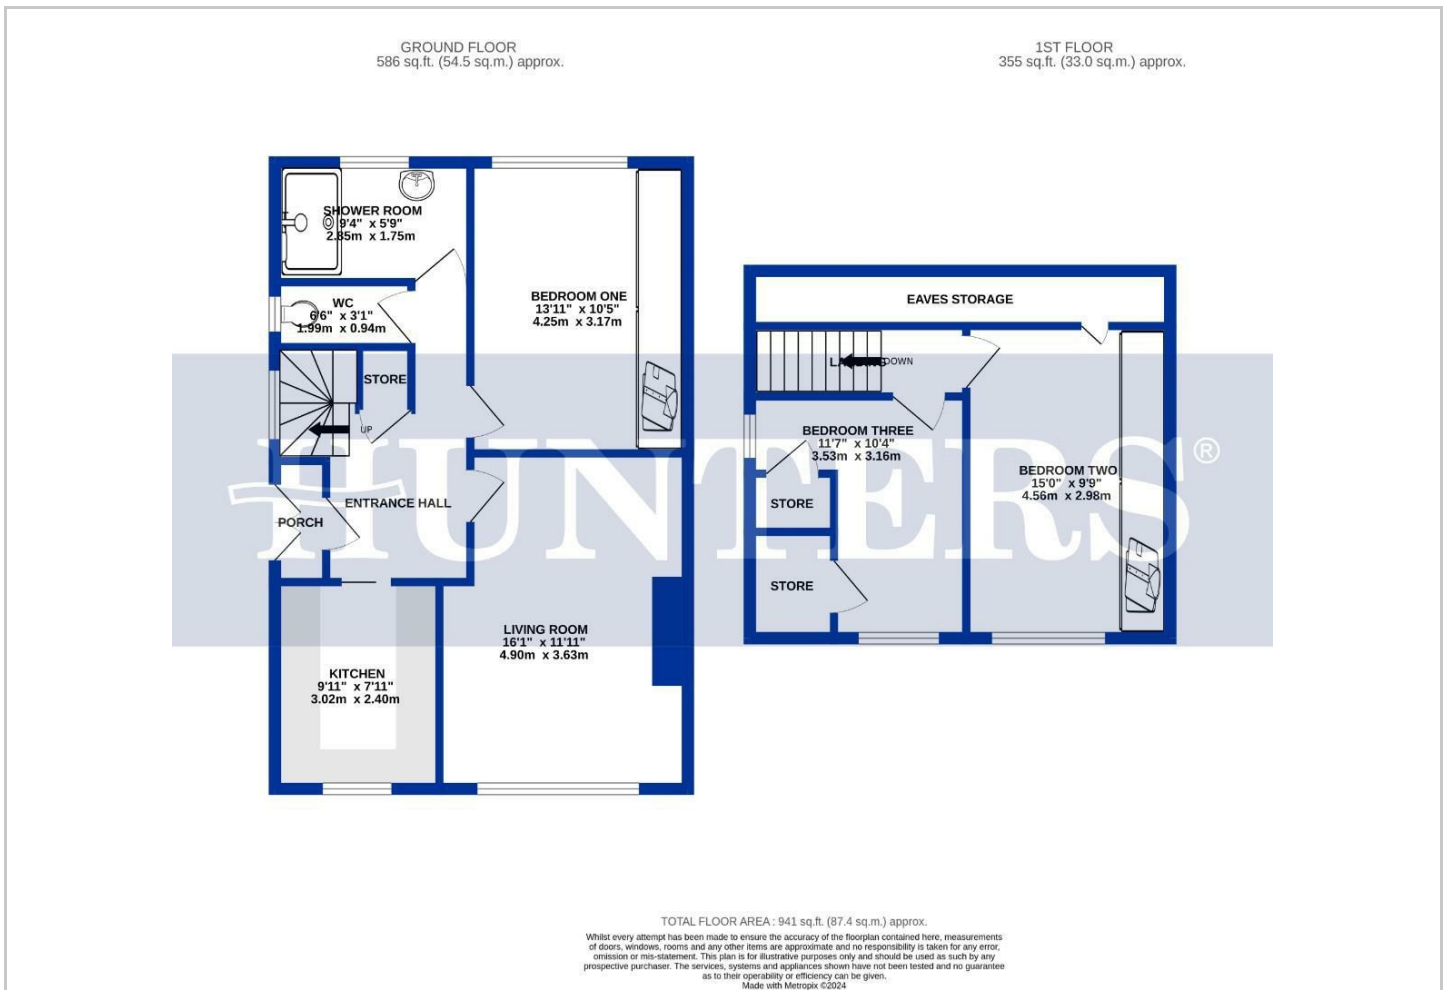 GROUND FLOOR
586 sq.ft. (54.5 sq.m.) approx.
1ST FLOOR
355 sq.ft. (33.0 sq.m.) approx.
SHOWER ROOM
9'4" x 5'9"
2.85m x 1.75m
WC
6'6" x 3'1"
1.99m x 0.94m
BEDROOM ONE
13'11" x 10'5"
4.25m x 3.17m
STORE
UP
ENTRANCE HALL
PORCH
LIVING ROOM
16'1" x 11'11"
4.90m x 3.63m
KITCHEN
9'11" x 7'11"
3.02m x 2.40m
EAVES STORAGE
LANDING
DOWN
BEDROOM THREE
11'7" x 10'4"
3.53m x 3.16m
BEDROOM TWO
15'0" x 9'9"
4.56m x 2.98m
STORE
STORE
HUNTERS®
TOTAL FLOOR AREA : 941 sq.ft. (87.4 sq.m.) approx.
Whilst every attempt has been made to ensure the accuracy of the floorplan contained here, measurements
of doors, windows, rooms and any other items are approximate and no responsibility is taken for any error,
omission or mis-statement. This plan is for illustrative purposes only and should be used as such by any
prospective purchaser. The services, systems and appliances shown have not been tested and no guarantee
as to their operability or efficiency can be given.
Made with Metropix ©2024